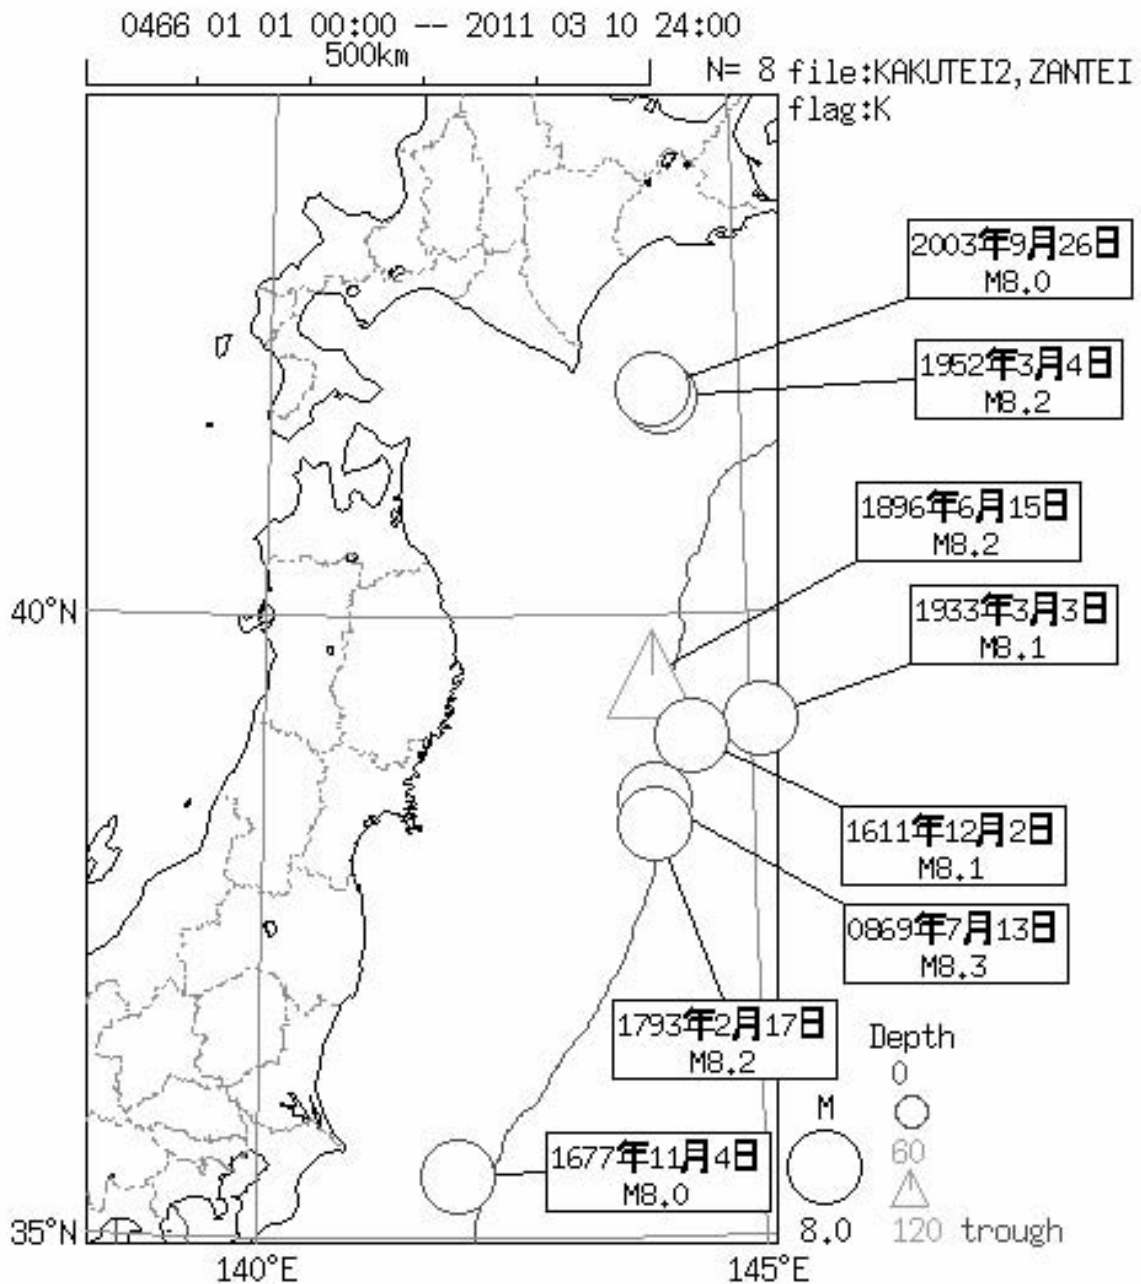 0466 01 01 00:00 -- 2011 03 10 24:00
500km
N= 8 file:KAKUTEI2,ZANTEI
flag:K
2003年9月26日
M8.0
1952年3月4日
M8.2
1896年6月15日
M8.2
40°N
1933年3月3日
M8.1
1611年12月2日
M8.1
0869年7月13日
M8.3
1793年2月17日
M8.2
Depth
0
M
60
1677年11月4日
M8.0
8.0
120 trough
35°N
140°E
145°E